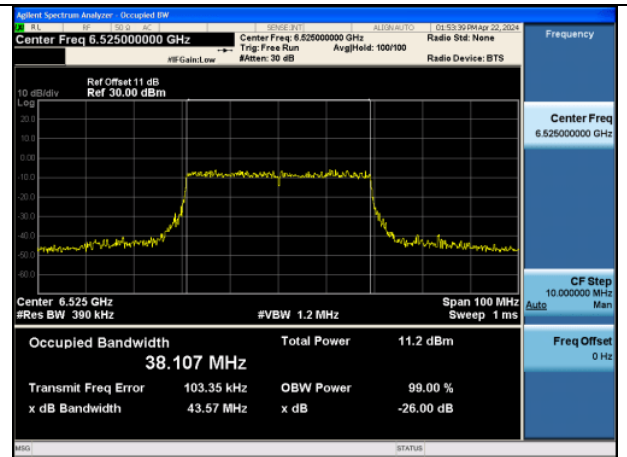 Agilent Spectrum Analyzer - Occupied BW
RL RF 50 Ω AC SENSE:INT ALIGN AUTO 01:53:39 PM Apr 22, 2024
Center Freq 6.525000000 GHz Center Freq: 6.525000000 GHz Radio Std: None Frequency
Trig: Free Run Avg|Hold: 100/100
#IFGain:Low #Atten: 30 dB Radio Device: BTS
Ref Offset 11 dB
10 dB/div Ref 30.00 dBm
Log
20.0
10.0
0.00
-10.0
-20.0
-30.0
-40.0
-50.0
-60.0
Center Freq
6.525000000 GHz
Center 6.525 GHz Span 100 MHz
#Res BW 390 kHz #VBW 1.2 MHz Sweep 1 ms
CF Step
10.000000 MHz
Auto Man
Occupied Bandwidth Total Power 11.2 dBm
38.107 MHz
Transmit Freq Error 103.35 kHz OBW Power 99.00 %
x dB Bandwidth 43.57 MHz x dB -26.00 dB
Freq Offset
0 Hz
MSG STATUS